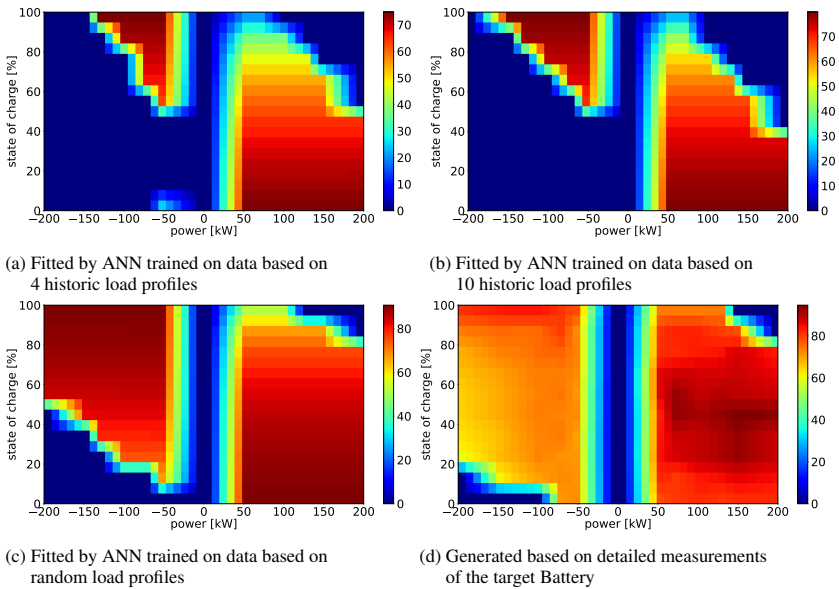 100
80
60
40
20
0
state of charge [%]
−200 −150 −100 −50 0 50 100 150 200
power [kW]
70
60
50
40
30
20
10
0
(a) Fitted by ANN trained on data based on
4 historic load profiles
100
80
60
40
20
0
state of charge [%]
−200 −150 −100 −50 0 50 100 150 200
power [kW]
70
60
50
40
30
20
10
0
(b) Fitted by ANN trained on data based on
10 historic load profiles
100
80
60
40
20
0
state of charge [%]
−200 −150 −100 −50 0 50 100 150 200
power [kW]
80
60
40
20
0
(c) Fitted by ANN trained on data based on
random load profiles
100
80
60
40
20
0
state of charge [%]
−200 −150 −100 −50 0 50 100 150 200
power [kW]
80
60
40
20
0
(d) Generated based on detailed measurements
of the target Battery